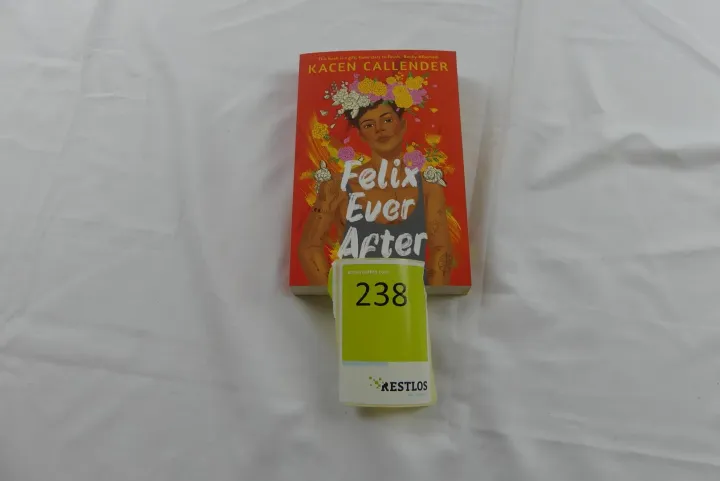 KACEN CALLENDER
Felix
Ever
After
238
RESTLOS